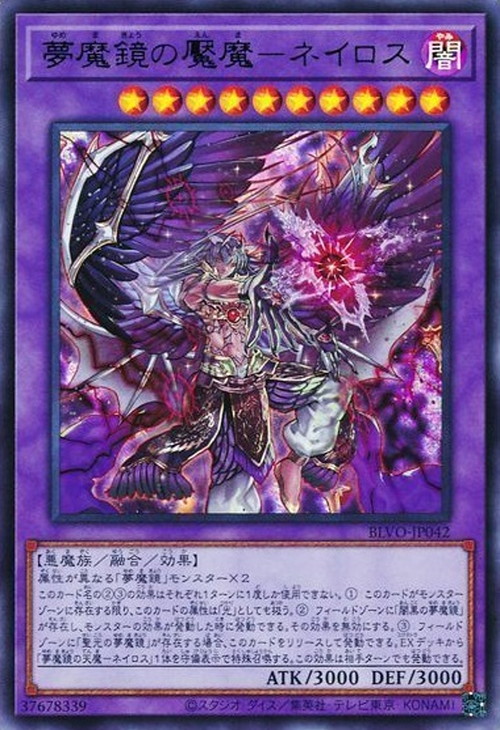 夢魔鏡の魘魔－ネイロス
闇
BLVO-JP042
【悪魔族／融合／効果】
属性が異なる「夢魔鏡」モンスター×２
このカード名の②③の効果はそれぞれ１ターンに１度しか使用できない。① このカードがモンスター
ゾーンに存在する限り、このカードの属性は「光」としても扱う。② フィールドゾーンに「闇黒の夢魔鏡」
が存在し、モンスターの効果が発動した時に発動できる。その効果を無効にする。③ フィールド
ゾーンに「聖光の夢魔鏡」が存在する場合、このカードをリリースして発動できる。EXデッキから
「夢魔鏡の天魔－ネイロス」１体を守備表示で特殊召喚する。この効果は相手ターンでも発動できる。
ATK/3000 DEF/3000
37678339
©スタジオ・ダイス／集英社・テレビ東京・KONAMI